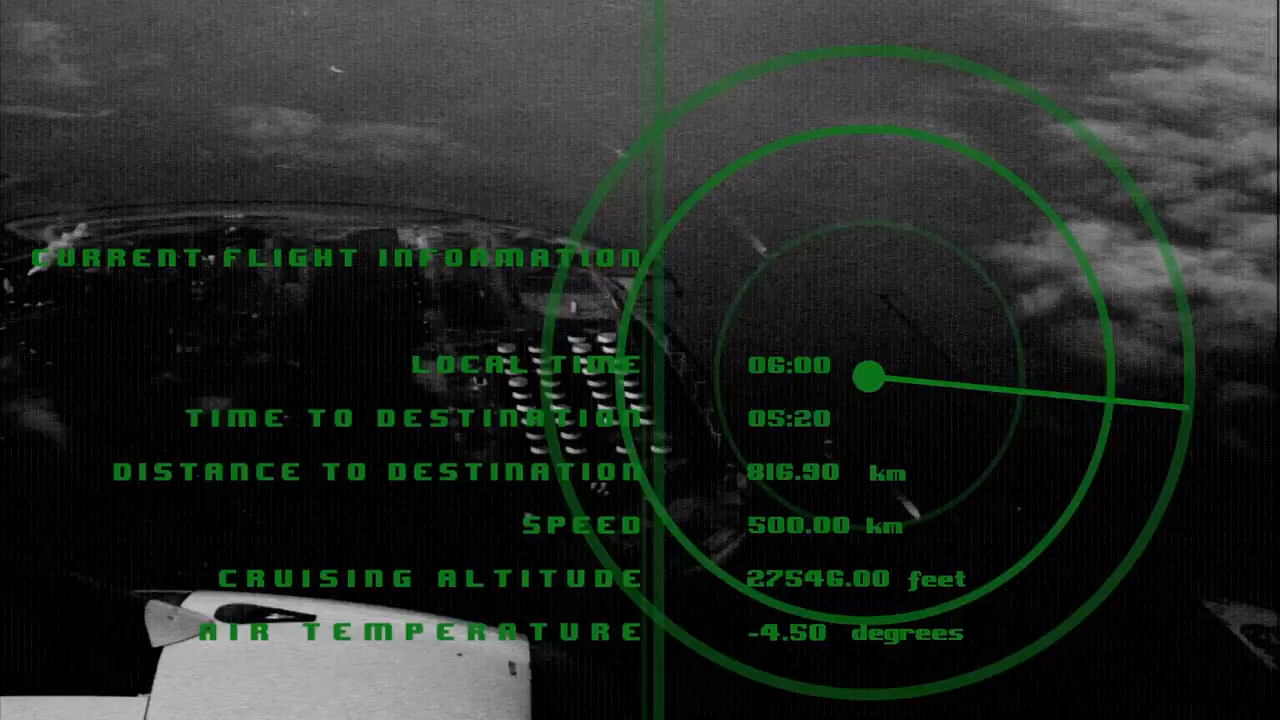 CURRENT FLIGHT INFORMATION
LOCAL TIME 06:00
TIME TO DESTINATION 05:20
DISTANCE TO DESTINATION 816.90 km
SPEED 500.00 km
CRUISING ALTITUDE 27546.00 feet
AIR TEMPERATURE -4.50 degrees